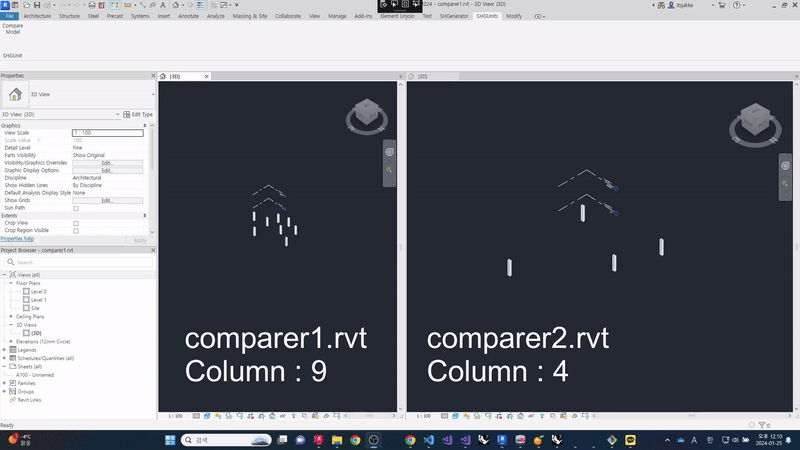 2024 - comparer1.rvt - 3D View: {3D}
itsjakke
File Architecture Structure Steel Precast Systems Insert Annotate Analyze Massing & Site Collaborate View Manage Add-Ins Element Unjoin Test SHGenerator SHGUnits Modify
Compare
Model
SHGUnit
Properties
3D View
3D View: {3D}
Edit Type
Graphics
View Scale 1 : 100
Scale Value 1: 100
Detail Level Fine
Parts Visibility Show Original
Visibility/Graphics Overrides Edit...
Graphic Display Options Edit...
Discipline Architectural
Show Hidden Lines By Discipline
Default Analysis Display Style None
Show Grids Edit...
Sun Path
Extents
Crop View
Crop Region Visible
Properties help
Apply
Project Browser - comparer1.rvt
Search
Views (all)
Floor Plans
Level 0
Level 1
Site
Ceiling Plans
3D Views
{3D}
Elevations (12mm Circle)
Legends
Schedules/Quantities (all)
Sheets (all)
A100 - Unnamed
Families
Groups
Revit Links
{3D}
comparer1.rvt
Column : 9
1 : 100
{3D}
comparer2.rvt
Column : 4
1 : 100
Ready
:0
-4°C
맑음
검색
A 한
오후 12:10
2024-01-25